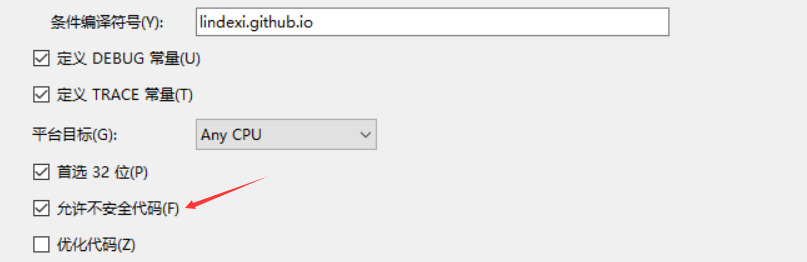 条件编译符号(Y): lindexi.github.io
定义 DEBUG 常量(U)
定义 TRACE 常量(T)
平台目标(G): Any CPU
首选 32 位(P)
允许不安全代码(F)
优化代码(Z)